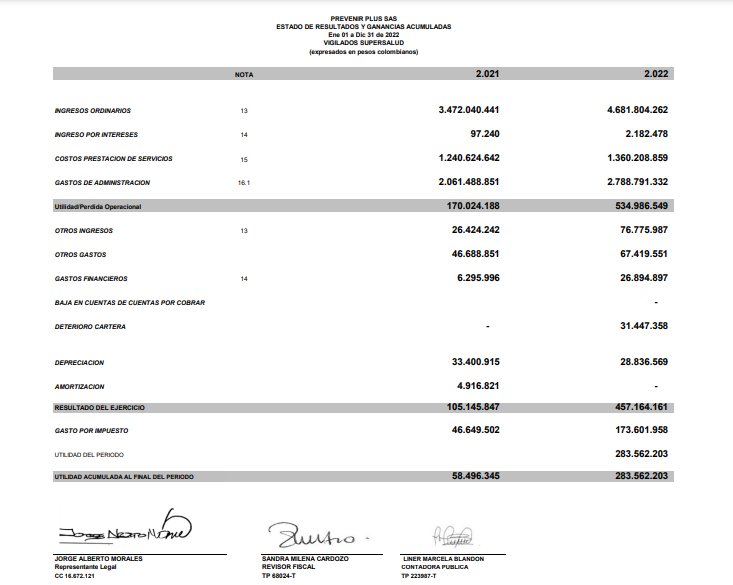 PREVENIR PLUS SAS
ESTADO DE RESULTADOS Y GANANCIAS ACUMULADAS
Ene 01 a Dic 31 de 2022
VIGILADOS SUPERSALUD
(expresados en pesos colombianos)
NOTA 2.021 2.022
INGRESOS ORDINARIOS 13 3.472.040.441 4.681.804.262
INGRESO POR INTERESES 14 97.240 2.182.478
COSTOS PRESTACION DE SERVICIOS 15 1.240.624.642 1.360.208.859
GASTOS DE ADMINISTRACION 16.1 2.061.488.851 2.788.791.332
Utilidad/Perdida Operacional 170.024.188 534.986.549
OTROS INGRESOS 13 26.424.242 76.775.987
OTROS GASTOS 46.688.851 67.419.551
GASTOS FINANCIEROS 14 6.295.996 26.894.897
BAJA EN CUENTAS DE CUENTAS POR COBRAR -
DETERIORO CARTERA - 31.447.358
DEPRECIACION 33.400.915 28.836.569
AMORTIZACION 4.916.821 -
RESULTADO DEL EJERCICIO 105.145.847 457.164.161
GASTO POR IMPUESTO 46.649.502 173.601.958
UTILIDAD DEL PERIODO 283.562.203
UTILIDAD ACUMULADA AL FINAL DEL PERIODO 58.496.345 283.562.203
JORGE ALBERTO MORALES SANDRA MILENA CARDOZO LINER MARCELA BLANDON
Representante Legal REVISOR FISCAL CONTADORA PUBLICA
CC 16.672.121 TP 68024-T TP 223987-T